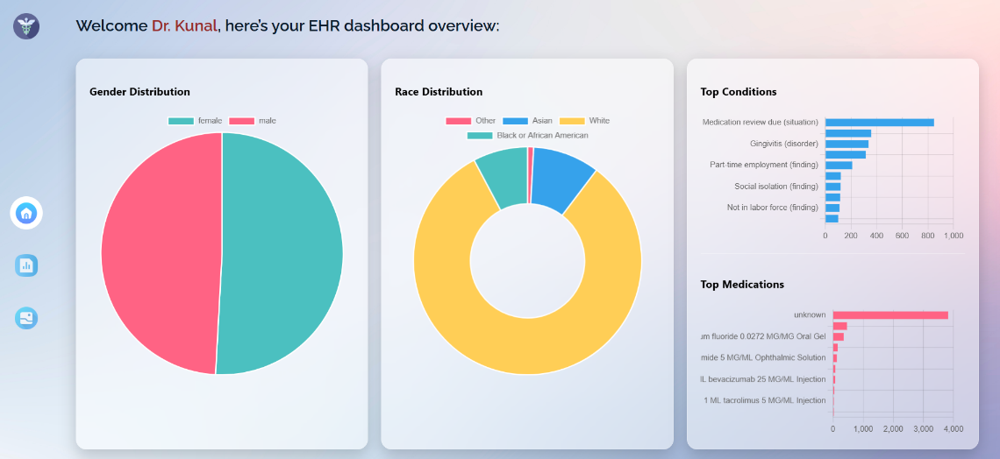 Welcome Dr. Kunal, here's your EHR dashboard overview:
Gender Distribution
female male
Race Distribution
Other Asian White
Black or African American
Top Conditions
Medication review due (situation)
Gingivitis (disorder)
Part-time employment (finding)
Social isolation (finding)
Not in labor force (finding)
0 200 400 600 800 1,000
Top Medications
unknown
um fluoride 0.0272 MG/MG Oral Gel
mide 5 MG/ML Ophthalmic Solution
IL bevacizumab 25 MG/ML Injection
1 ML tacrolimus 5 MG/ML Injection
0 1,000 2,000 3,000 4,000